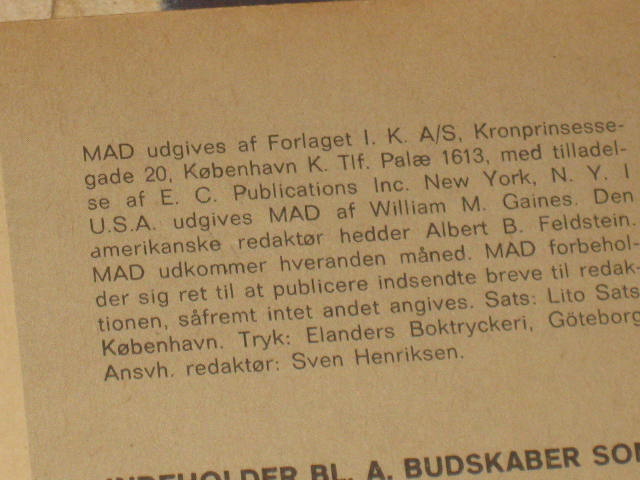 MAD udgives af Forlaget I. K. A/S, Kronprinsesse-
gade 20, København K. Tlf. Palæ 1613, med tilladel-
se af E. C. Publications Inc. New York, N. Y. I
U.S.A. udgives MAD af William M. Gaines. Den
amerikanske redaktør hedder Albert B. Feldstein.
MAD udkommer hveranden måned. MAD forbehol-
der sig ret til at publicere indsendte breve til redak-
tionen, såfremt intet andet angives. Sats: Lito Sats
København. Tryk: Elanders Boktryckeri, Göteborg
Ansvh. redaktør: Sven Henriksen.
INDEHOLDER BL. A. BUDSKABER SOM